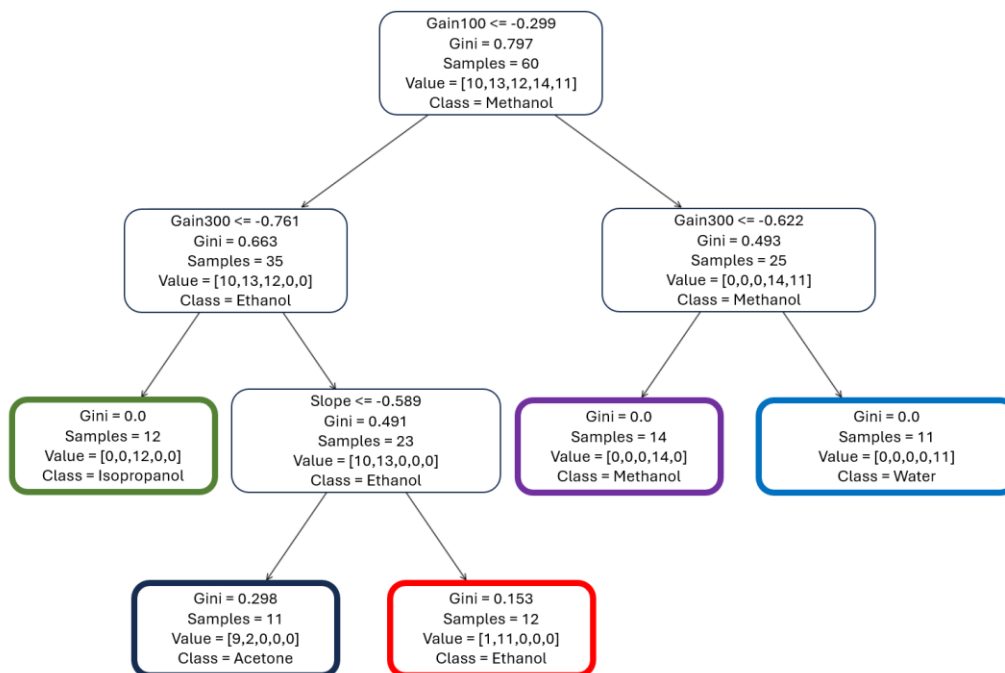 Gain100 <= -0.299
Gini = 0.797
Samples = 60
Value = [10,13,12,14,11]
Class = Methanol
Gain300 <= -0.761
Gini = 0.663
Samples = 35
Value = [10,13,12,0,0]
Class = Ethanol
Gain300 <= -0.622
Gini = 0.493
Samples = 25
Value = [0,0,0,14,11]
Class = Methanol
Gini = 0.0
Samples = 12
Value = [0,0,12,0,0]
Class = Isopropanol
Slope <= -0.589
Gini = 0.491
Samples = 23
Value = [10,13,0,0,0]
Class = Ethanol
Gini = 0.0
Samples = 14
Value = [0,0,0,14,0]
Class = Methanol
Gini = 0.0
Samples = 11
Value = [0,0,0,0,11]
Class = Water
Gini = 0.298
Samples = 11
Value = [9,2,0,0,0]
Class = Acetone
Gini = 0.153
Samples = 12
Value = [1,11,0,0,0]
Class = Ethanol